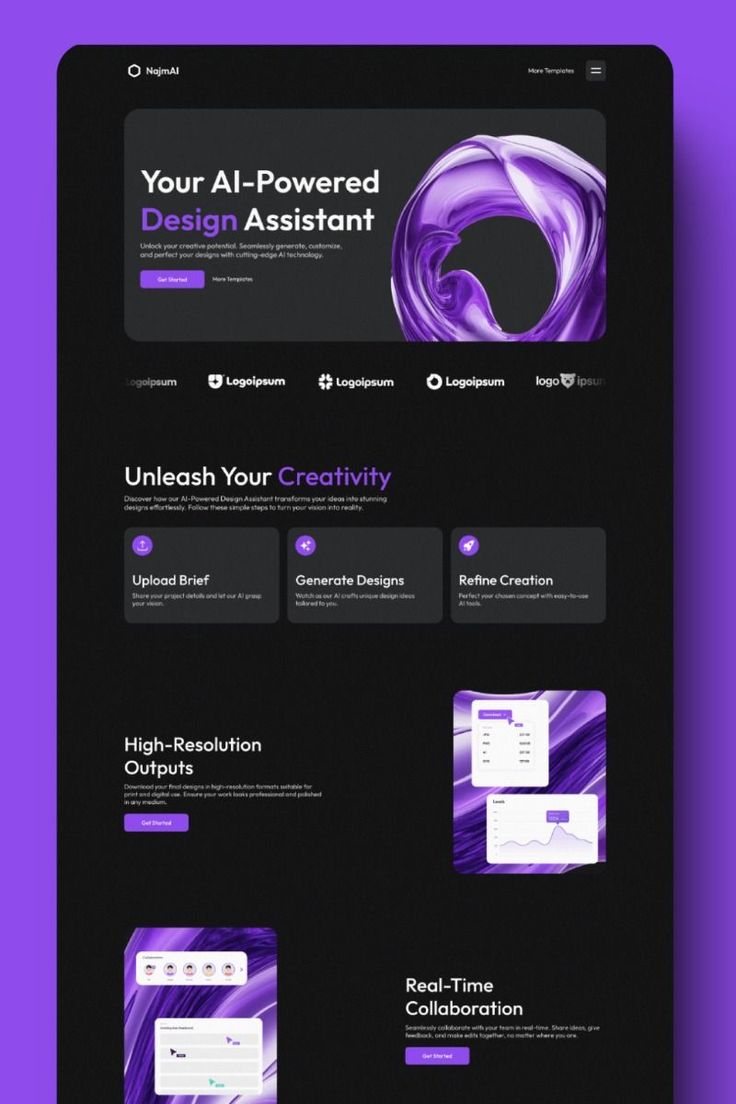 NajmAI
More Templates
Your AI-Powered
Design Assistant
Unlock your creative potential. Seamlessly generate, customize,
and perfect your designs with cutting-edge AI technology.
Get Started
More Templates
Logoipsum
Logoipsum
Logoipsum
Logoipsum
logo ipsum
Unleash Your Creativity
Discover how our AI-Powered Design Assistant transforms your ideas into stunning
designs effortlessly. Follow these simple steps to turn your vision into reality.
Upload Brief
Share your project details and let our AI grasp
your vision.
Generate Designs
Watch as our AI crafts unique design ideas
tailored to you.
Refine Creation
Perfect your chosen concept with easy-to-use
AI tools.
High-Resolution
Outputs
Download your final designs in high-resolution formats suitable for
print and digital use. Ensure your work looks professional and polished
in any medium.
Get Started
JPG
PNG
AI
Levels
Real-Time
Collaboration
Seamlessly collaborate with your team in real-time. Share ideas, give
feedback, and make edits together, no matter where you are.
Get Started